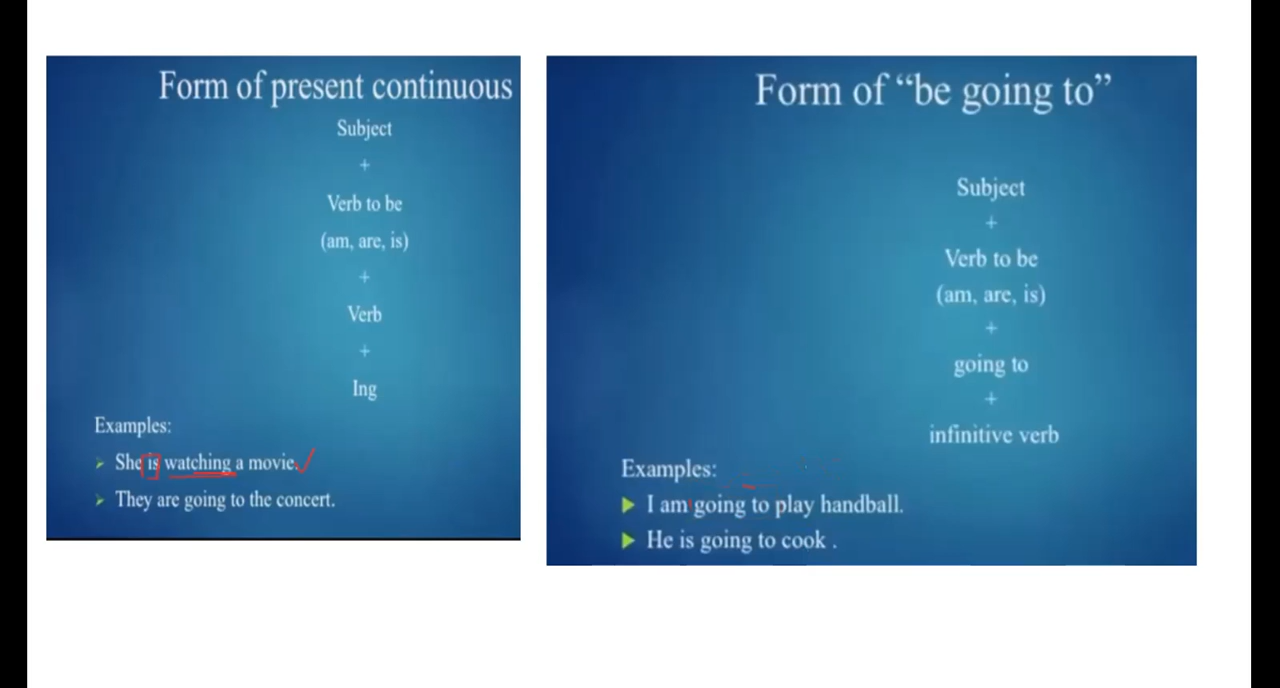 Form of present continuous
Subject
+
Verb to be
(am, are, is)
+
Verb
+
Ing
Examples:
She is watching a movie.
They are going to the concert.
Form of “be going to”
Subject
+
Verb to be
(am, are, is)
+
going to
+
infinitive verb
Examples:
I am going to play handball.
He is going to cook .